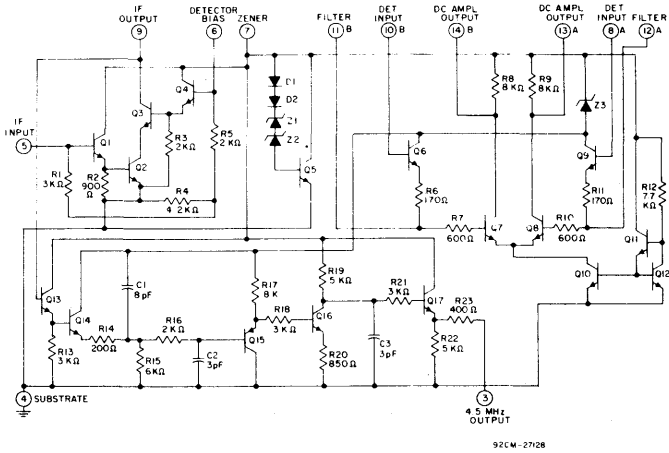 IF OUTPUT
9
DETECTOR BIAS
6
ZENER
7
FILTER
11 B
DET INPUT
10 B
DC AMPL OUTPUT
14 B
DC AMPL OUTPUT
13 A
DET INPUT
8 A
FILTER
12 A
IF INPUT
5
Q1
Q2
Q3
Q4
R1
3KΩ
R2
900
Ω
R3
2KΩ
R4
4.2KΩ
R5
2KΩ
D1
D2
Z1
Z2
Q5
Q6
R6
170Ω
R7
600Ω
R8
8KΩ
R9
8KΩ
Q7
Q8
Z3
Q9
R10
600Ω
R11
170Ω
R12
7.7
KΩ
Q11
Q10
Q12
Q13
Q14
R13
3KΩ
R14
200Ω
C1
8pF
R15
6KΩ
R16
2KΩ
C2
3pF
R17
8K
Q15
R18
3KΩ
R19
5KΩ
Q16
R20
850Ω
C3
3pF
R21
3KΩ
Q17
R22
5KΩ
R23
400Ω
4 SUBSTRATE
3
4.5 MHz
OUTPUT
92CM-27128